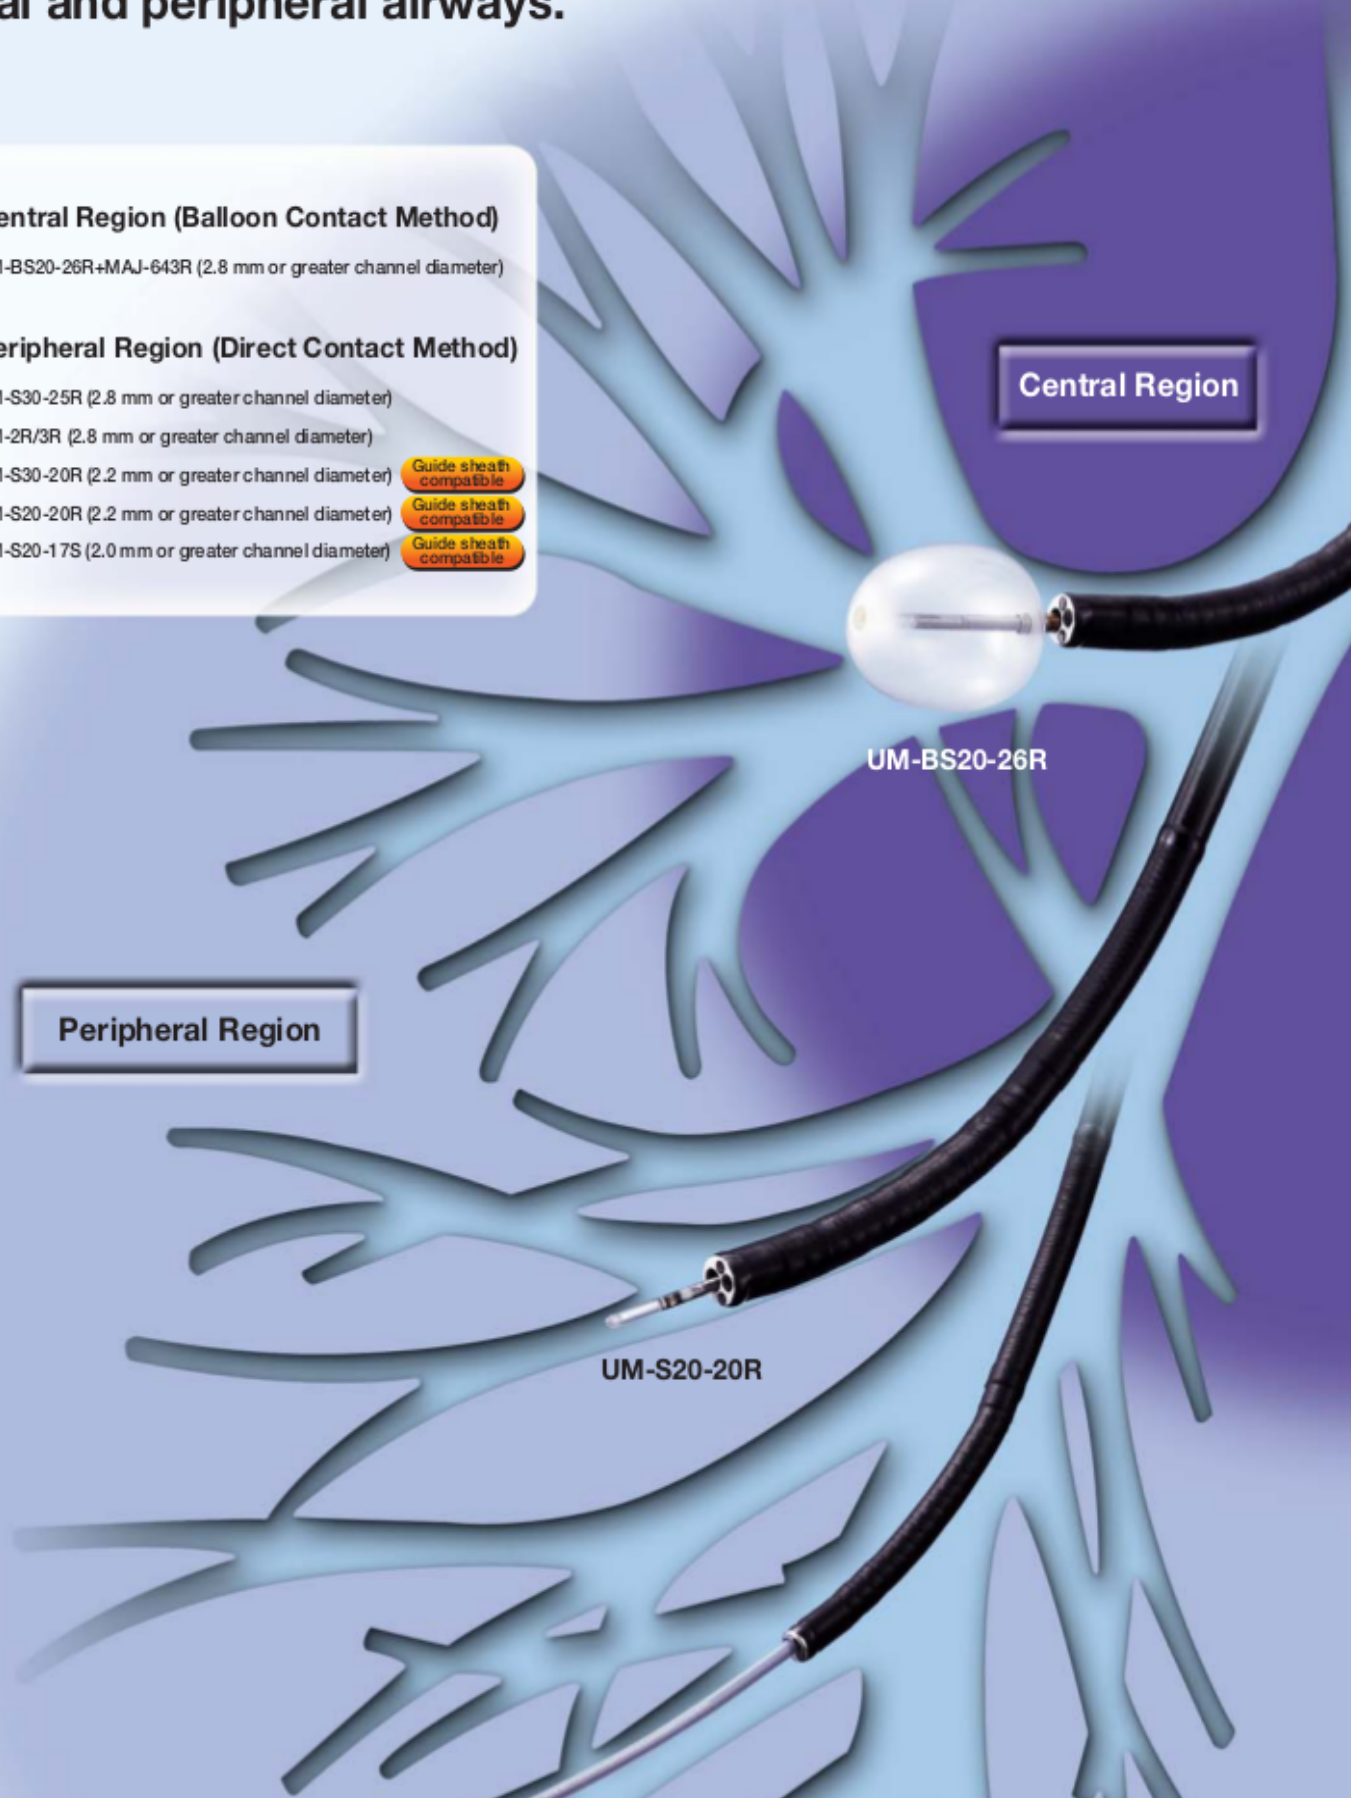 al and peripheral airways.
entral Region (Balloon Contact Method)
-BS20-26R+MAJ-643R (2.8 mm or greater channel diameter)
eripheral Region (Direct Contact Method)
-S30-25R (2.8 mm or greater channel diameter)
-2R/3R (2.8 mm or greater channel diameter)
-S30-20R (2.2 mm or greater channel diameter) Guide sheath compatible
-S20-20R (2.2 mm or greater channel diameter) Guide sheath compatible
-S20-17S (2.0 mm or greater channel diameter) Guide sheath compatible
Central Region
UM-BS20-26R
Peripheral Region
UM-S20-20R